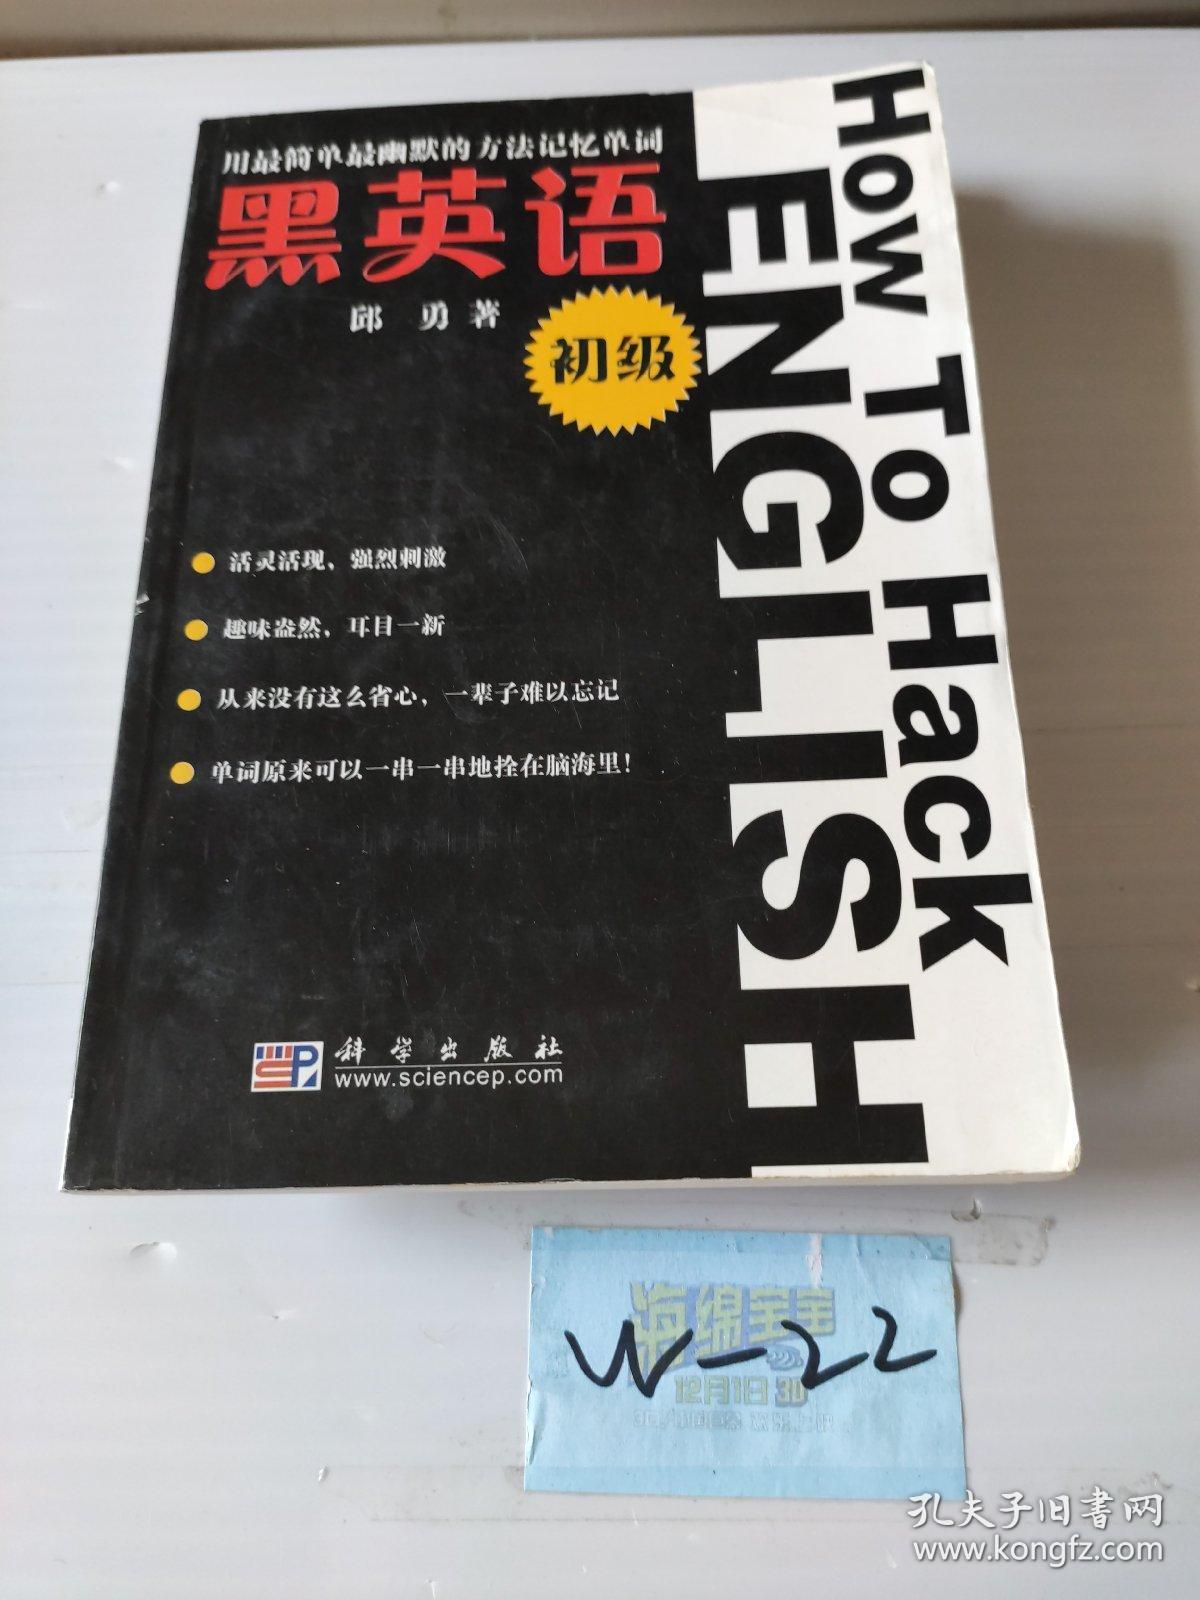 用最简单最幽默的方法记忆单词
黑英语
邱 勇 著
初级
How To Hack
ENGLISH
活灵活现，强烈刺激
趣味盎然，耳目一新
从来没有这么省心，一辈子难以忘记
单词原来可以一串一串地拴在脑海里！
科学出版社
www.sciencep.com
海绵宝宝
W-22
12月1日 3D
孔夫子旧书网
www.kongfz.com